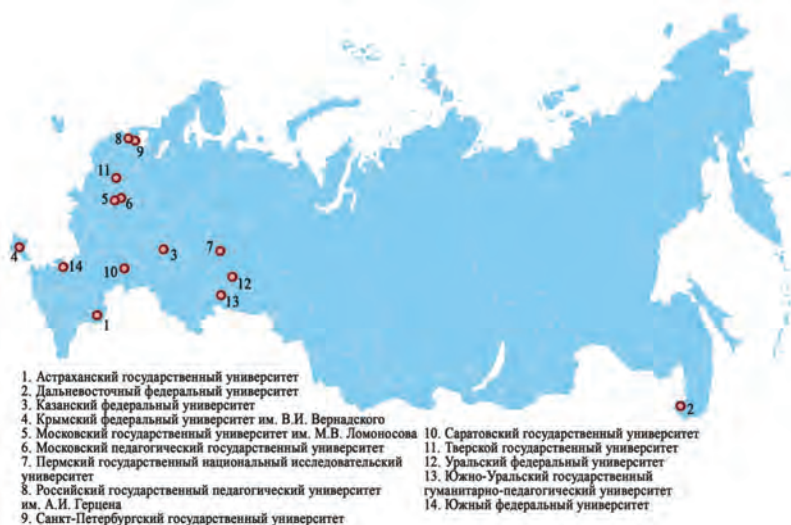 8
9
11
5
6
4
14
10
3
7
12
13
1
2
1. Астраханский государственный университет
2. Дальневосточный федеральный университет
3. Казанский федеральный университет
4. Крымский федеральный университет им. В.И. Вернадского
5. Московский государственный университет им. М.В. Ломоносова
6. Московский педагогический государственный университет
7. Пермский государственный национальный исследовательский
университет
8. Российский государственный педагогический университет
им. А.И. Герцена
9. Санкт-Петербургский государственный университет
10. Саратовский государственный университет
11. Тверской государственный университет
12. Уральский федеральный университет
13. Южно-Уральский государственный
гуманитарно-педагогический университет
14. Южный федеральный университет